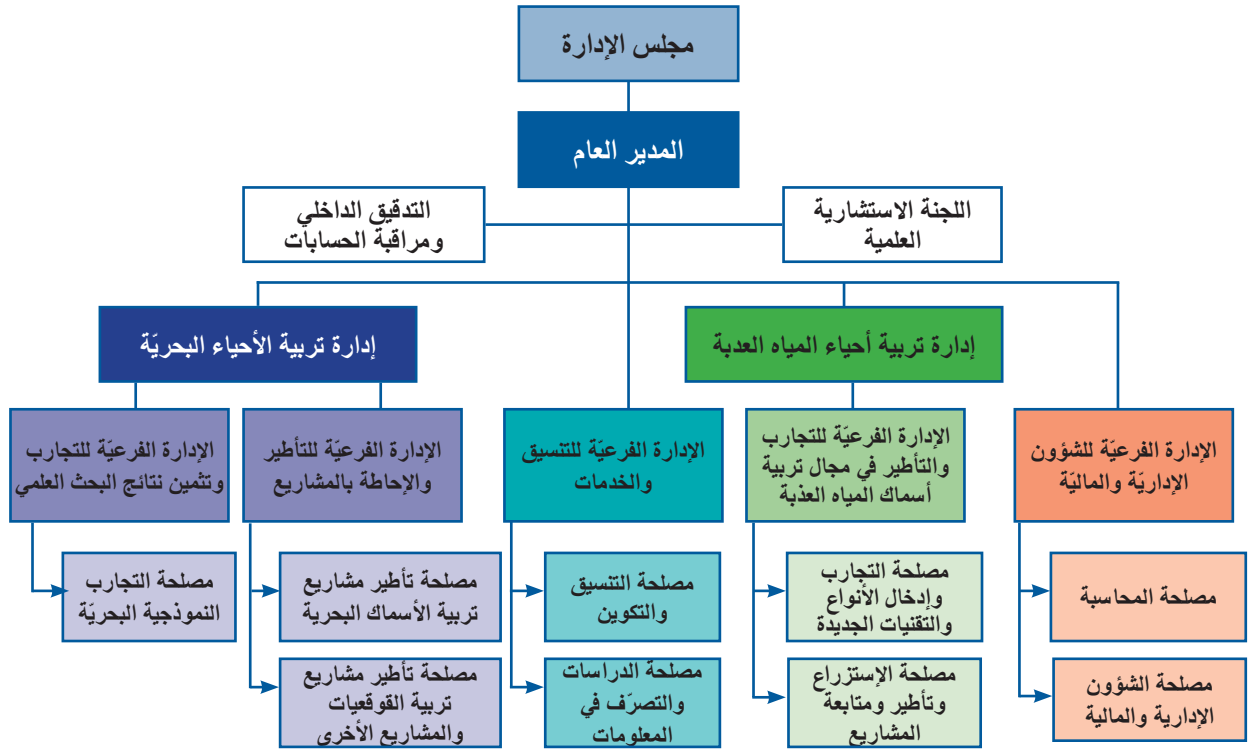 مجلس الإدارة
المدير العام
اللجنة الاستشارية
العلمية
التدقيق الداخلي
ومراقبة الحسابات
إدارة تربية أحياء المياه العدبة
إدارة تربية الأحياء البحريّة
الإدارة الفرعيّة للشؤون
الإداريّة والماليّة
الإدارة الفرعيّة للتجارب
والتأطير في مجال تربية
أسماك المياه العذبة
الإدارة الفرعيّة للتنسيق
والخدمات
الإدارة الفرعيّة للتأطير
والإحاطة بالمشاريع
الإدارة الفرعيّة للتجارب
وتثمين نتائج البحث العلمي
مصلحة المحاسبة
مصلحة التجارب
وإدخال الأنواع
والتقنيات الجديدة
مصلحة التنسيق
والتكوين
مصلحة تأطير مشاريع
تربية الأسماك البحرية
مصلحة التجارب
النموذجية البحريّة
مصلحة الشؤون
الإدارية والمالية
مصلحة الإستزراع
وتأطير ومتابعة
المشاريع
مصلحة الدراسات
والتصرّف في
المعلومات
مصلحة تأطير مشاريع
تربية القوقعيات
والمشاريع الأخرى